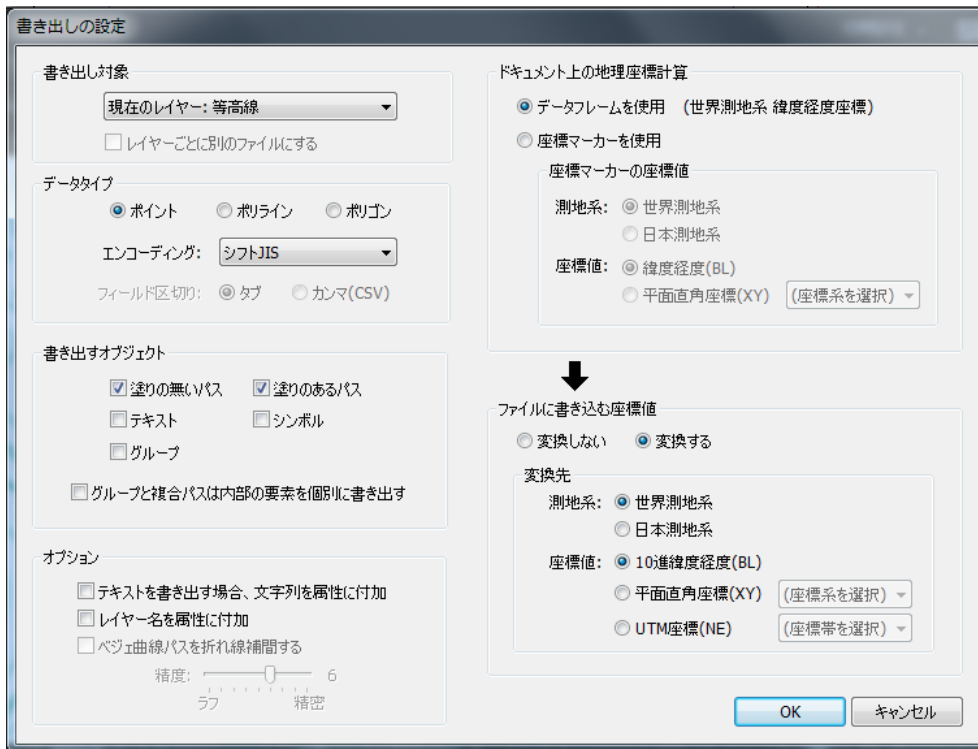 書き出しの設定
書き出し対象
現在のレイヤー: 等高線
レイヤーごとに別のファイルにする
データタイプ
ポイント ポリライン ポリゴン
エンコーディング: シフトJIS
フィールド区切り: タブ カンマ(CSV)
書き出すオブジェクト
塗りの無いパス 塗りのあるパス
テキスト シンボル
グループ
グループと複合パスは内部の要素を個別に書き出す
オプション
テキストを書き出す場合、文字列を属性に付加
レイヤー名を属性に付加
ベジェ曲線パスを折れ線補間する
精度: 6
ラフ 精密
ドキュメント上の地理座標計算
データフレームを使用 (世界測地系 緯度経度座標)
座標マーカーを使用
座標マーカーの座標値
測地系: 世界測地系
日本測地系
座標値: 緯度経度(BL)
平面直角座標(XY) (座標系を選択)
ファイルに書き込む座標値
変換しない 変換する
変換先
測地系: 世界測地系
日本測地系
座標値: 10進緯度経度(BL)
平面直角座標(XY) (座標系を選択)
UTM座標(NE) (座標帯を選択)
OK キャンセル